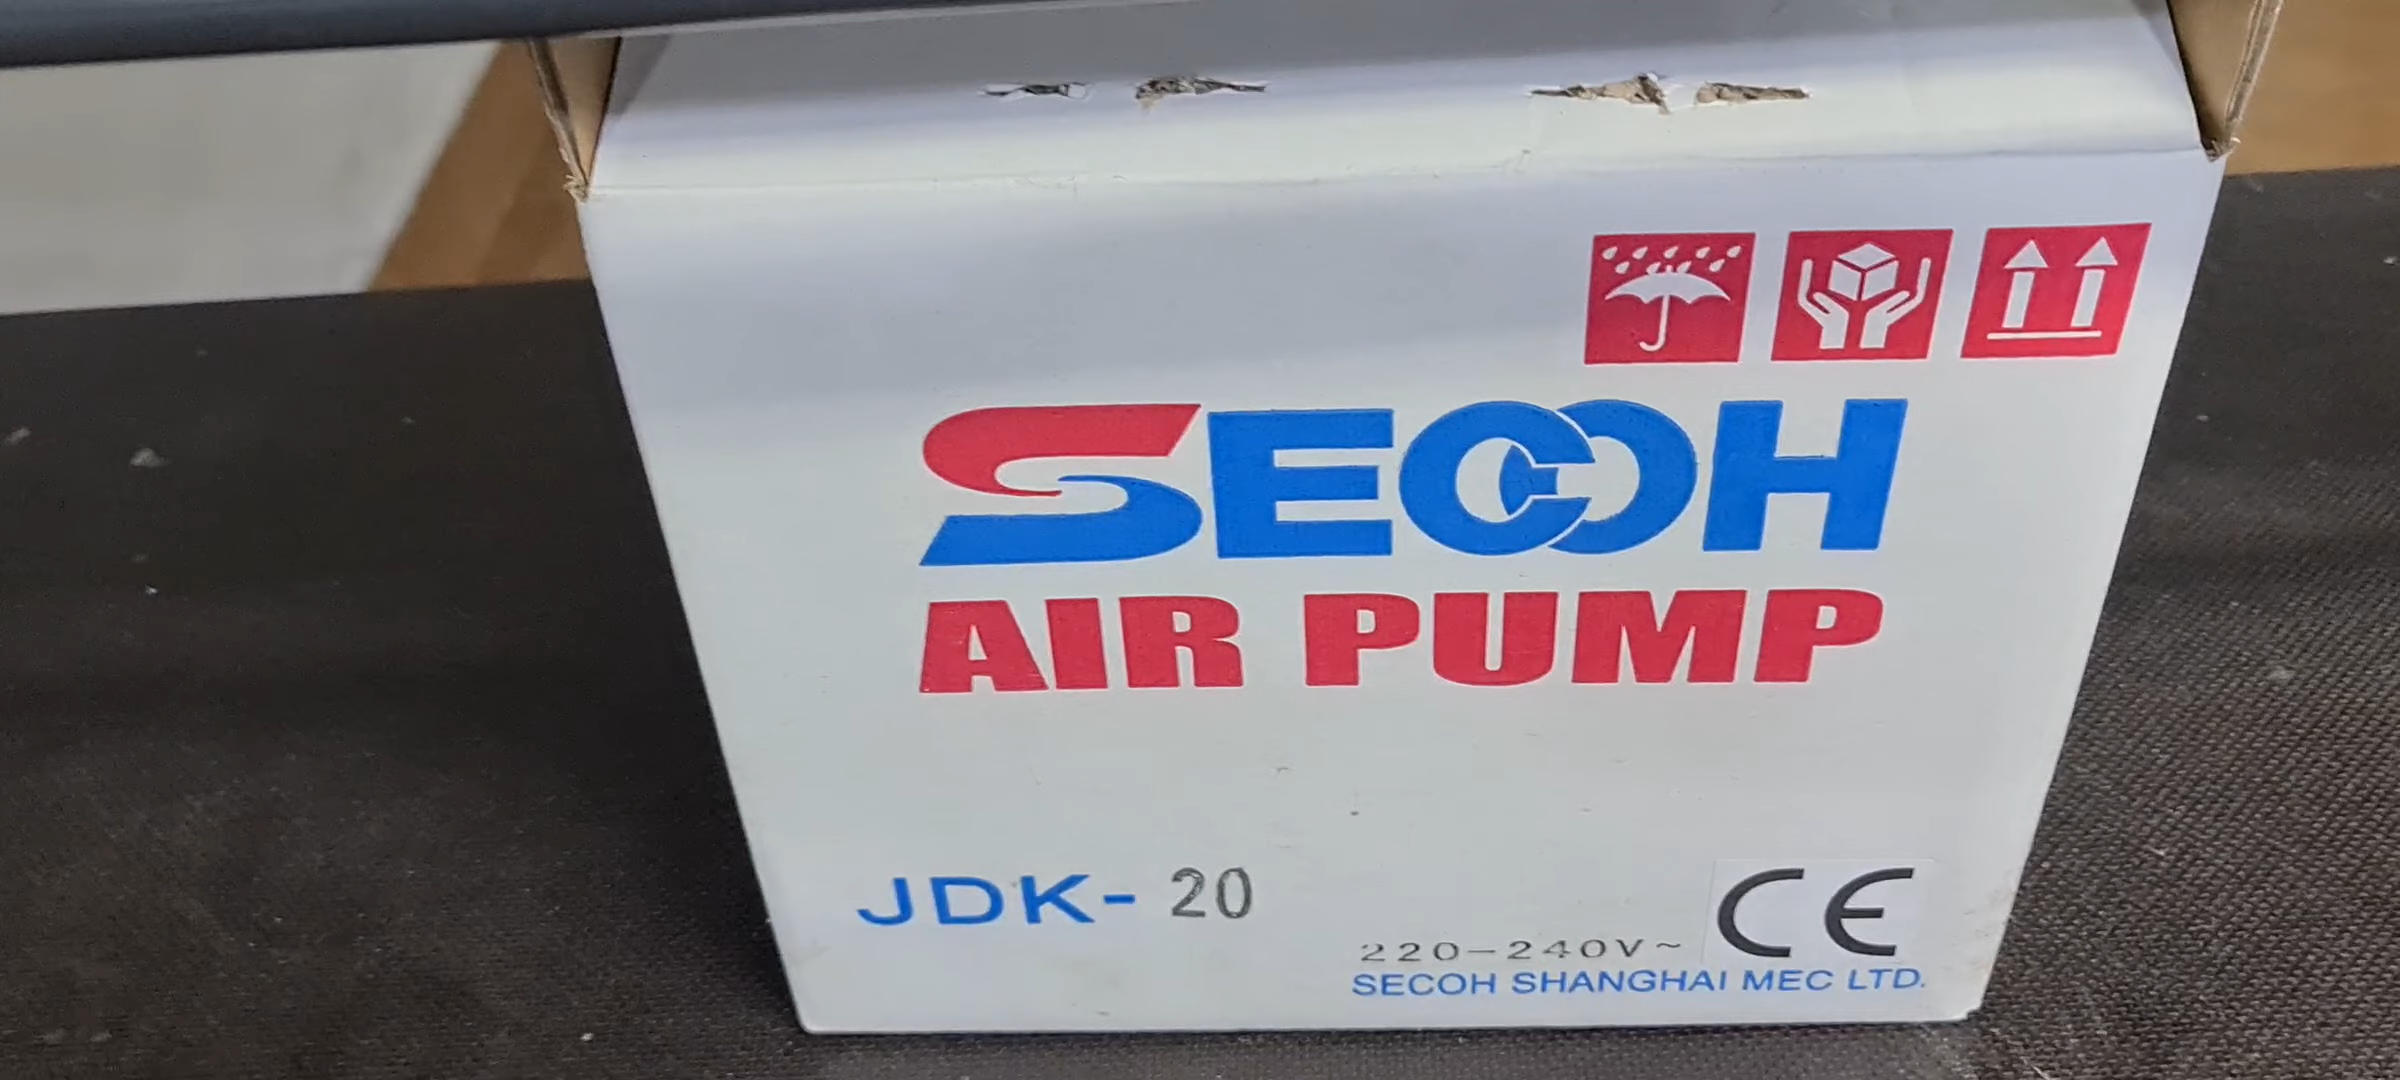 SECOH
AIR PUMP
JDK- 20
CE
220-240V~
SECOH SHANGHAI MEC LTD.